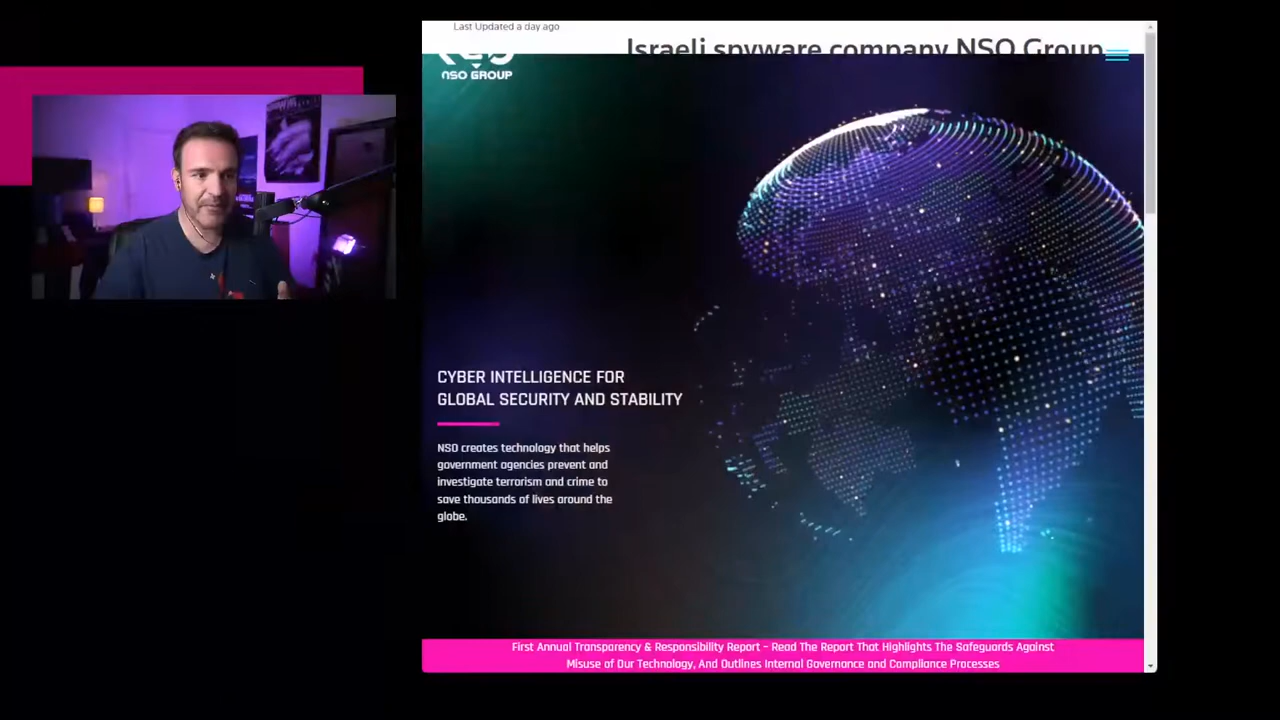 Last Updated a day ago
Israeli spyware company NSO Group
NSO GROUP
CYBER INTELLIGENCE FOR
GLOBAL SECURITY AND STABILITY
NSO creates technology that helps
government agencies prevent and
investigate terrorism and crime to
save thousands of lives around the
globe.
First Annual Transparency & Responsibility Report – Read The Report That Highlights The Safeguards Against
Misuse of Our Technology, And Outlines Internal Governance and Compliance Processes